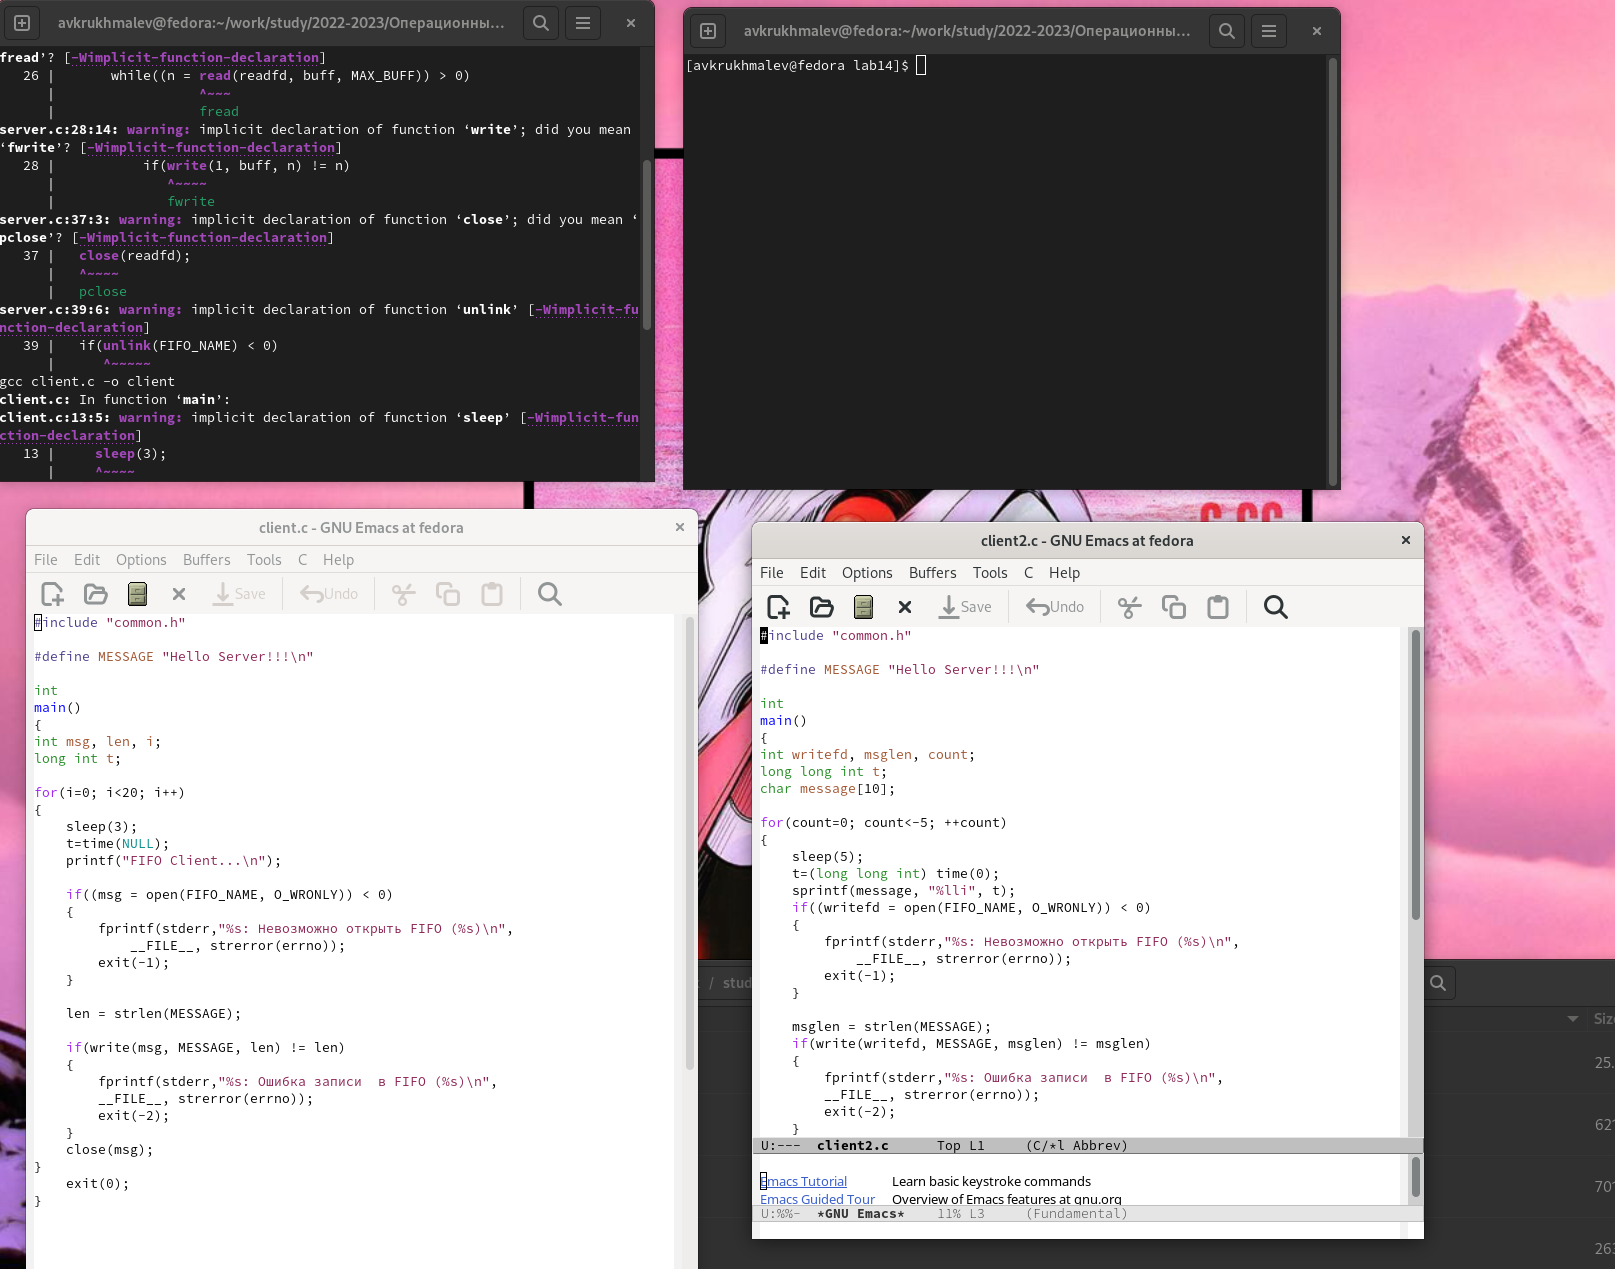 avkrukhmalev@fedora:~/work/study/2022-2023/Операционны...
fread’? [-Wimplicit-function-declaration]
26 |       while((n = read(readfd, buff, MAX_BUFF)) > 0)
|                  ^~~~
|                  fread
server.c:28:14: warning: implicit declaration of function ‘write’; did you mean
‘fwrite’? [-Wimplicit-function-declaration]
28 |           if(write(1, buff, n) != n)
|              ^~~~~
|              fwrite
server.c:37:3: warning: implicit declaration of function ‘close’; did you mean ‘
pclose’? [-Wimplicit-function-declaration]
37 |   close(readfd);
|   ^~~~~
|   pclose
server.c:39:6: warning: implicit declaration of function ‘unlink’ [-Wimplicit-fu
nction-declaration]
39 |   if(unlink(FIFO_NAME) < 0)
|      ^~~~~~
gcc client.c -o client
client.c: In function ‘main’:
client.c:13:5: warning: implicit declaration of function ‘sleep’ [-Wimplicit-fun
ction-declaration]
13 |     sleep(3);
|     ^~~~~
avkrukhmalev@fedora:~/work/study/2022-2023/Операционны...
[avkrukhmalev@fedora lab14]$
client.c - GNU Emacs at fedora
File Edit Options Buffers Tools C Help
Save Undo
#include "common.h"
#define MESSAGE "Hello Server!!!\n"
int
main()
{
int msg, len, i;
long int t;
for(i=0; i<20; i++)
{
sleep(3);
t=time(NULL);
printf("FIFO Client...\n");
if((msg = open(FIFO_NAME, O_WRONLY)) < 0)
{
fprintf(stderr,"%s: Невозможно открыть FIFO (%s)\n",
__FILE__, strerror(errno));
exit(-1);
}
len = strlen(MESSAGE);
if(write(msg, MESSAGE, len) != len)
{
fprintf(stderr,"%s: Ошибка записи  в FIFO (%s)\n",
__FILE__, strerror(errno));
exit(-2);
}
close(msg);
}
exit(0);
}
client2.c - GNU Emacs at fedora
File Edit Options Buffers Tools C Help
Save Undo
#include "common.h"
#define MESSAGE "Hello Server!!!\n"
int
main()
{
int writefd, msglen, count;
long long int t;
char message[10];
for(count=0; count<-5; ++count)
{
sleep(5);
t=(long long int) time(0);
sprintf(message, "%lli", t);
if((writefd = open(FIFO_NAME, O_WRONLY)) < 0)
{
fprintf(stderr,"%s: Невозможно открыть FIFO (%s)\n",
__FILE__, strerror(errno));
exit(-1);
}
msglen = strlen(MESSAGE);
if(write(writefd, MESSAGE, msglen) != msglen)
{
fprintf(stderr,"%s: Ошибка записи  в FIFO (%s)\n",
__FILE__, strerror(errno));
exit(-2);
}
U:---  client2.c      Top L1     (C/*l Abbrev)
Emacs Tutorial Learn basic keystroke commands
Emacs Guided Tour Overview of Emacs features at gnu.org
U:%%-  *GNU Emacs*    11% L3     (Fundamental)
/ stud